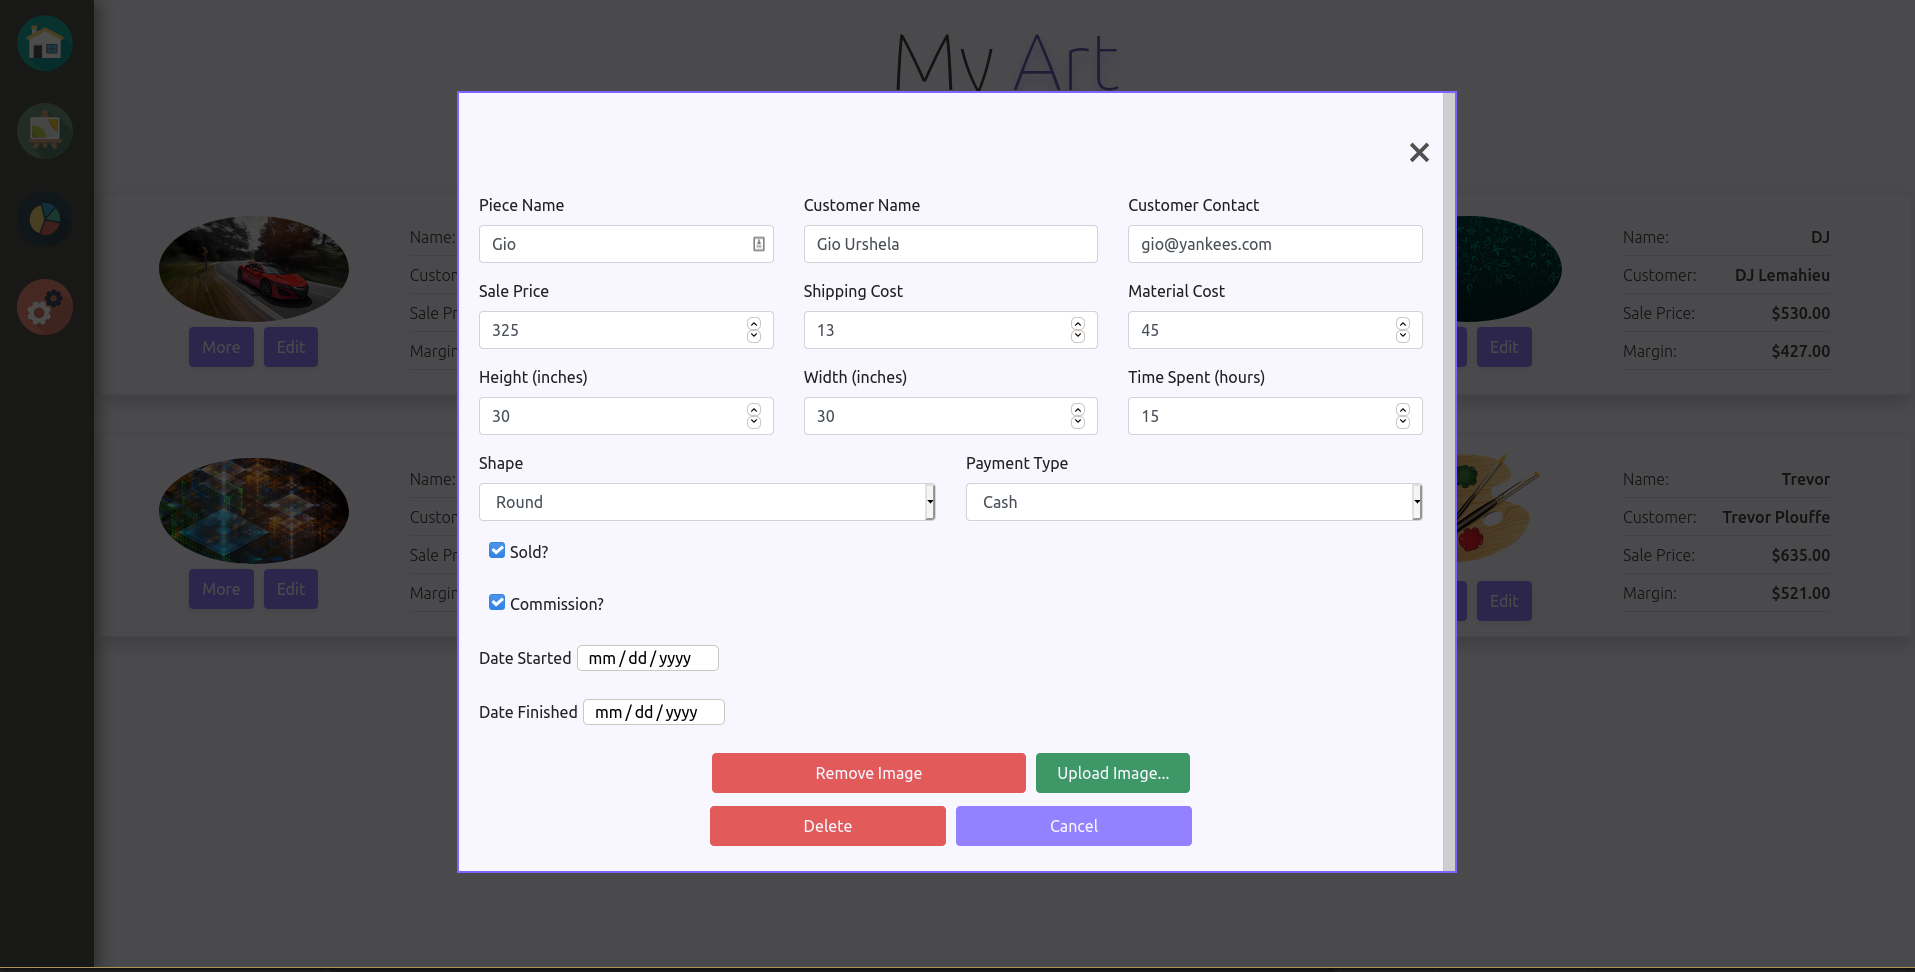 My Art
×
Piece Name Customer Name Customer Contact
Gio Gio Urshela gio@yankees.com
Sale Price Shipping Cost Material Cost
325 13 45
Height (inches) Width (inches) Time Spent (hours)
30 30 15
Shape Payment Type
Round Cash
Sold?
Commission?
Date Started mm / dd / yyyy
Date Finished mm / dd / yyyy
Remove Image Upload Image...
Delete Cancel
Name:
Custom
Sale Pr
Margin
More Edit
Name: DJ
Customer: DJ Lemahieu
Sale Price: $530.00
Margin: $427.00
Edit
Name:
Custom
Sale Pr
Margin
More Edit
Name: Trevor
Customer: Trevor Plouffe
Sale Price: $635.00
Margin: $521.00
Edit